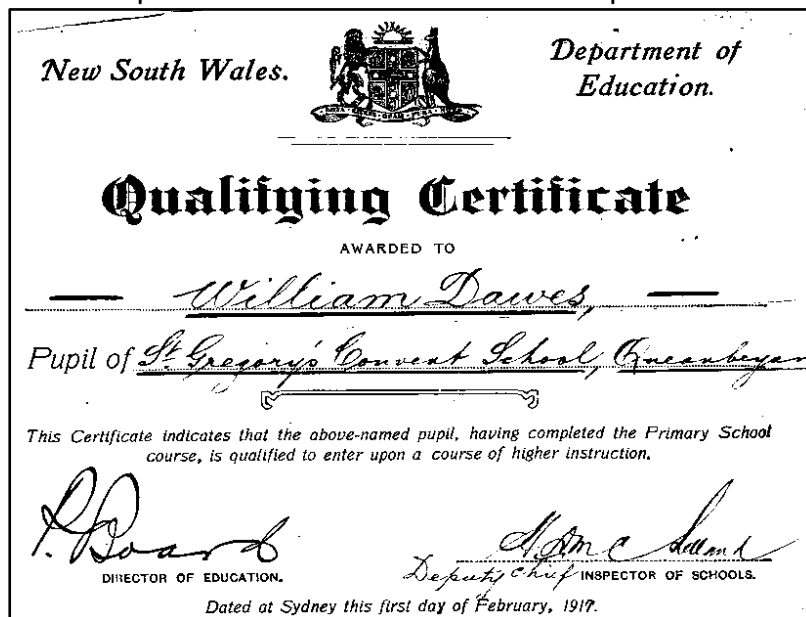 New South Wales.
Department of
Education.
Qualifying Certificate
AWARDED TO
William Dawes,
Pupil of St Gregory's Convent School, Queanbeyan
This Certificate indicates that the above-named pupil, having completed the Primary School
course, is qualified to enter upon a course of higher instruction.
P. Board
DIRECTOR OF EDUCATION.
Deputy Chief INSPECTOR OF SCHOOLS.
Dated at Sydney this first day of February, 1917.